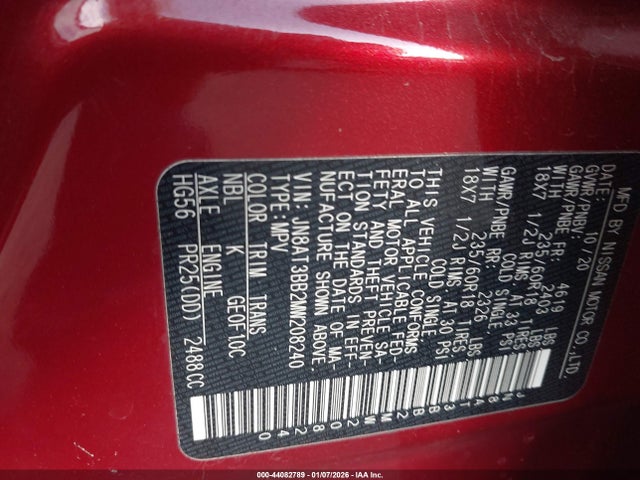 MFD BY NISSAN MOTOR CO.,LTD.
DATE: 10/20
GVWR/PNBV: 4619 LBS
GAWR/PNBE FR: 2403 LBS
WITH 235/60R18 TIRES
18X7 1/2J RIMS, AT 33 PSI
COLD SINGLE
GAWR/PNBE RR: 2326 LBS
WITH 235/60R18 TIRES
18X7 1/2J RIMS, AT 30 PSI
COLD SINGLE.
THIS VEHICLE CONFORMS
TO ALL APPLICABLE FED-
ERAL MOTOR VEHICLE SA-
FETY AND THEFT PREVEN-
TION STANDARDS IN EFF-
ECT ON THE DATE OF MA-
NUFACTURE SHOWN ABOVE.
VIN: JN8AT3BB2MW208240
TYPE: MPV
COLOR TRIM TRANS
NBL K GE0F10C
AXLE ENGINE
HG56 PR25(DD) 2488CC
JN8AT3BB2MW208240
000-44082789 | 01/07/2026 | IAA Inc.